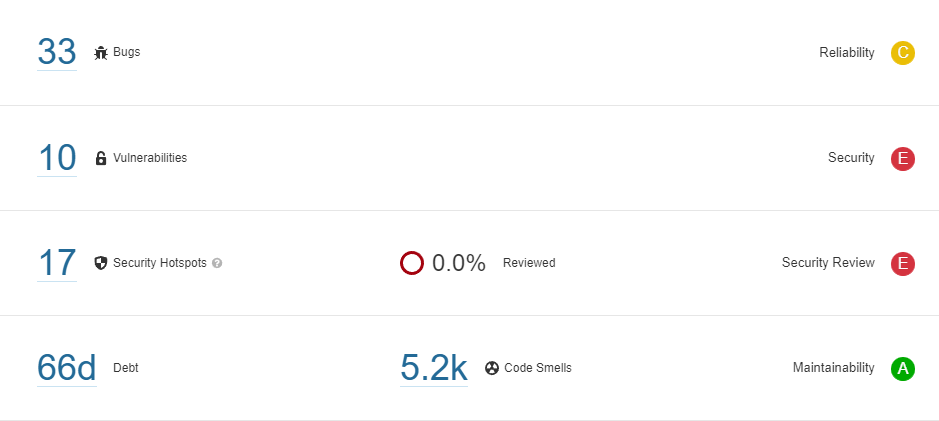 33 Bugs Reliability C
10 Vulnerabilities Security E
17 Security Hotspots ? 0.0% Reviewed Security Review E
66d Debt 5.2k Code Smells Maintainability A